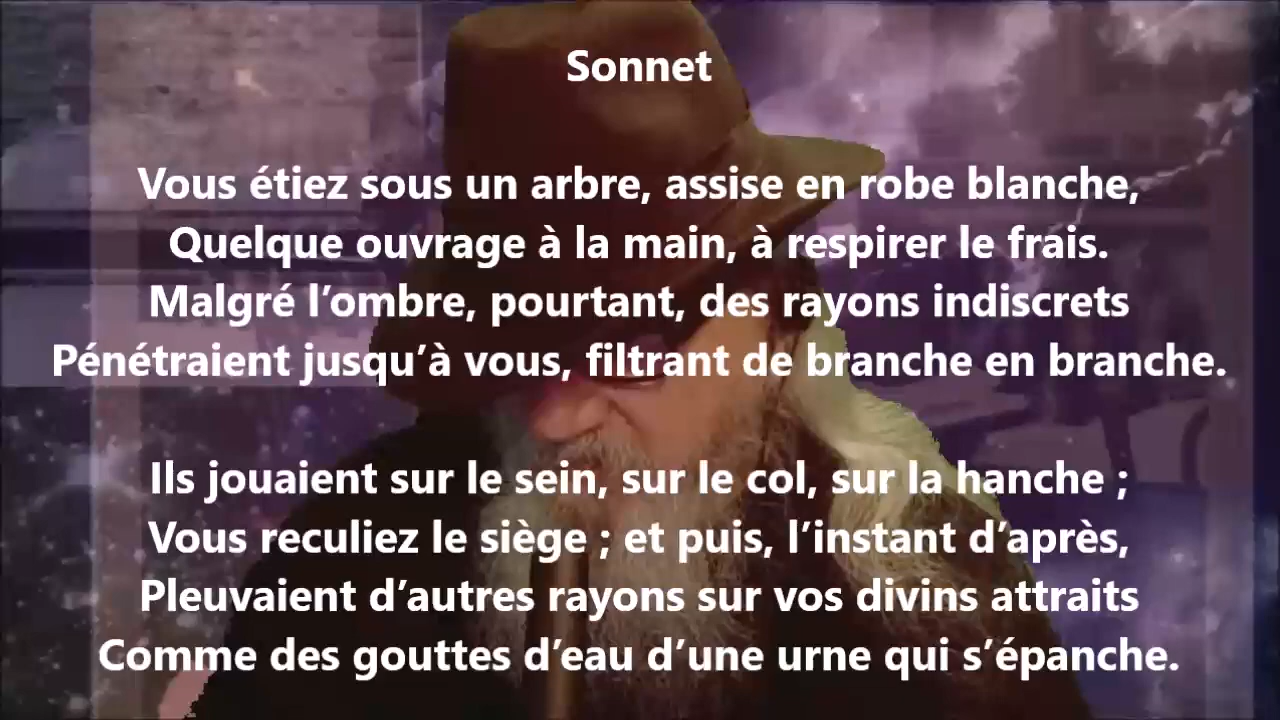 Sonnet
Vous étiez sous un arbre, assise en robe blanche,
Quelque ouvrage à la main, à respirer le frais.
Malgré l’ombre, pourtant, des rayons indiscrets
Pénétraient jusqu’à vous, filtrant de branche en branche.
Ils jouaient sur le sein, sur le col, sur la hanche ;
Vous reculiez le siège ; et puis, l’instant d’après,
Pleuvaient d’autres rayons sur vos divins attraits
Comme des gouttes d’eau d’une urne qui s’épanche.